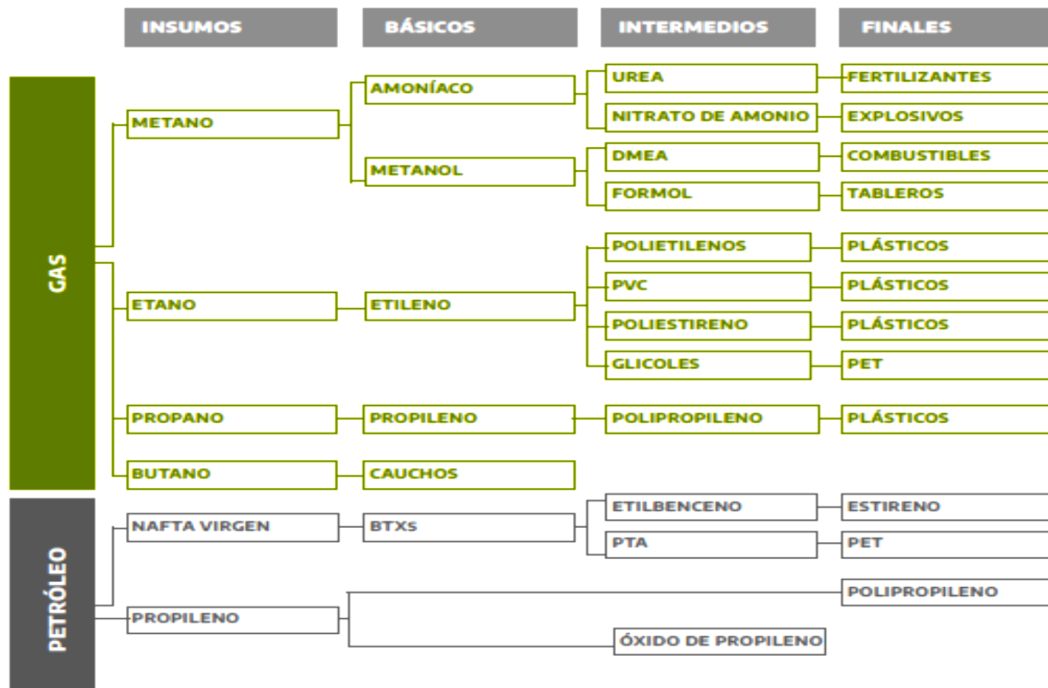 INSUMOS
BÁSICOS
INTERMEDIOS
FINALES
GAS
METANO
AMONÍACO
UREA
FERTILIZANTES
NITRATO DE AMONIO
EXPLOSIVOS
METANOL
DMEA
COMBUSTIBLES
FORMOL
TABLEROS
ETANO
ETILENO
POLIETILENOS
PLÁSTICOS
PVC
PLÁSTICOS
POLIESTIRENO
PLÁSTICOS
GLICOLES
PET
PROPANO
PROPILENO
POLIPROPILENO
PLÁSTICOS
BUTANO
CAUCHOS
PETRÓLEO
NAFTA VIRGEN
BTXs
ETILBENCENO
ESTIRENO
PTA
PET
PROPILENO
POLIPROPILENO
ÓXIDO DE PROPILENO